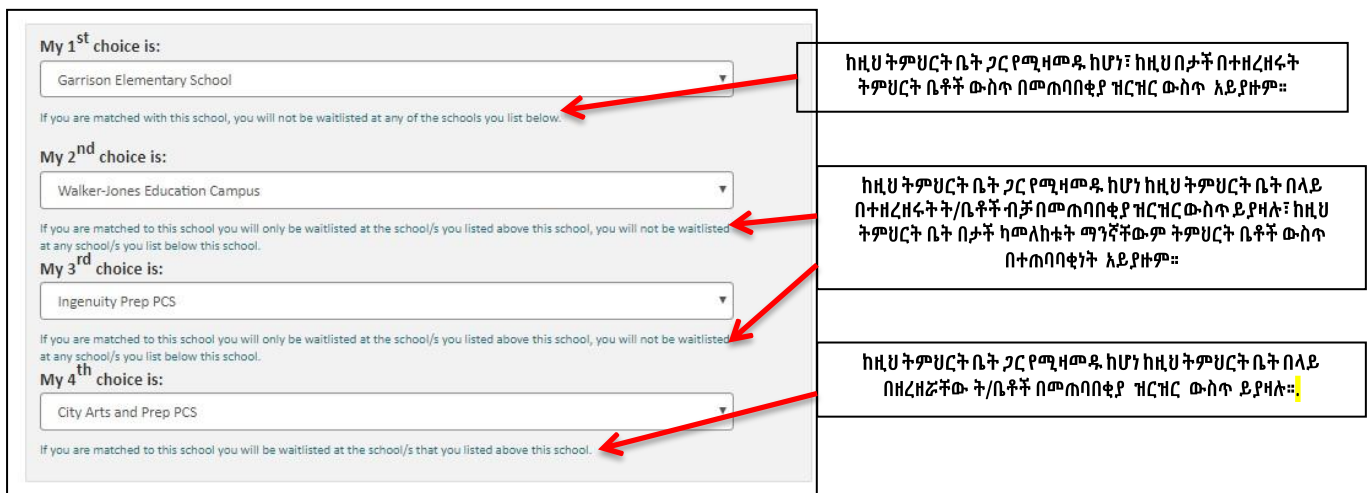 My 1st choice is:
Garrison Elementary School
If you are matched with this school, you will not be waitlisted at any of the schools you list below.
My 2nd choice is:
Walker-Jones Education Campus
If you are matched to this school you will only be waitlisted at the school/s you listed above this school, you will not be waitlisted
at any school/s you list below this school.
My 3rd choice is:
Ingenuity Prep PCS
If you are matched to this school you will only be waitlisted at the school/s you listed above this school, you will not be waitlisted
at any school/s you list below this school.
My 4th choice is:
City Arts and Prep PCS
If you are matched to this school you will be waitlisted at the school/s that you listed above this school.
ከዚህ ትምህርት ቤት ጋር የሚዛመዱ ከሆነ፣ ከዚህ በታች በተዘረዘሩት
ትምህርት ቤቶች ውስጥ በመጠባበቂያ ዝርዝር ውስጥ አይያዙም።
ከዚህ ትምህርት ቤት ጋር የሚዛመዱ ከሆነ ከዚህ ትምህርት ቤት በላይ
በተዘረዘሩት ት/ቤቶች ብቻ በመጠባበቂያ ዝርዝር ውስጥ ይያዛሉ፣ ከዚህ
ትምህርት ቤት በታች ካመለከቱት ማንኛቸውም ትምህርት ቤቶች ውስጥ
በተጠባባቂነት አይያዙም።
ከዚህ ትምህርት ቤት ጋር የሚዛመዱ ከሆነ ከዚህ ትምህርት ቤት በላይ
በዘረዘሯቸው ት/ቤቶች በመጠባበቂያ ዝርዝር ውስጥ ይያዛሉ።.